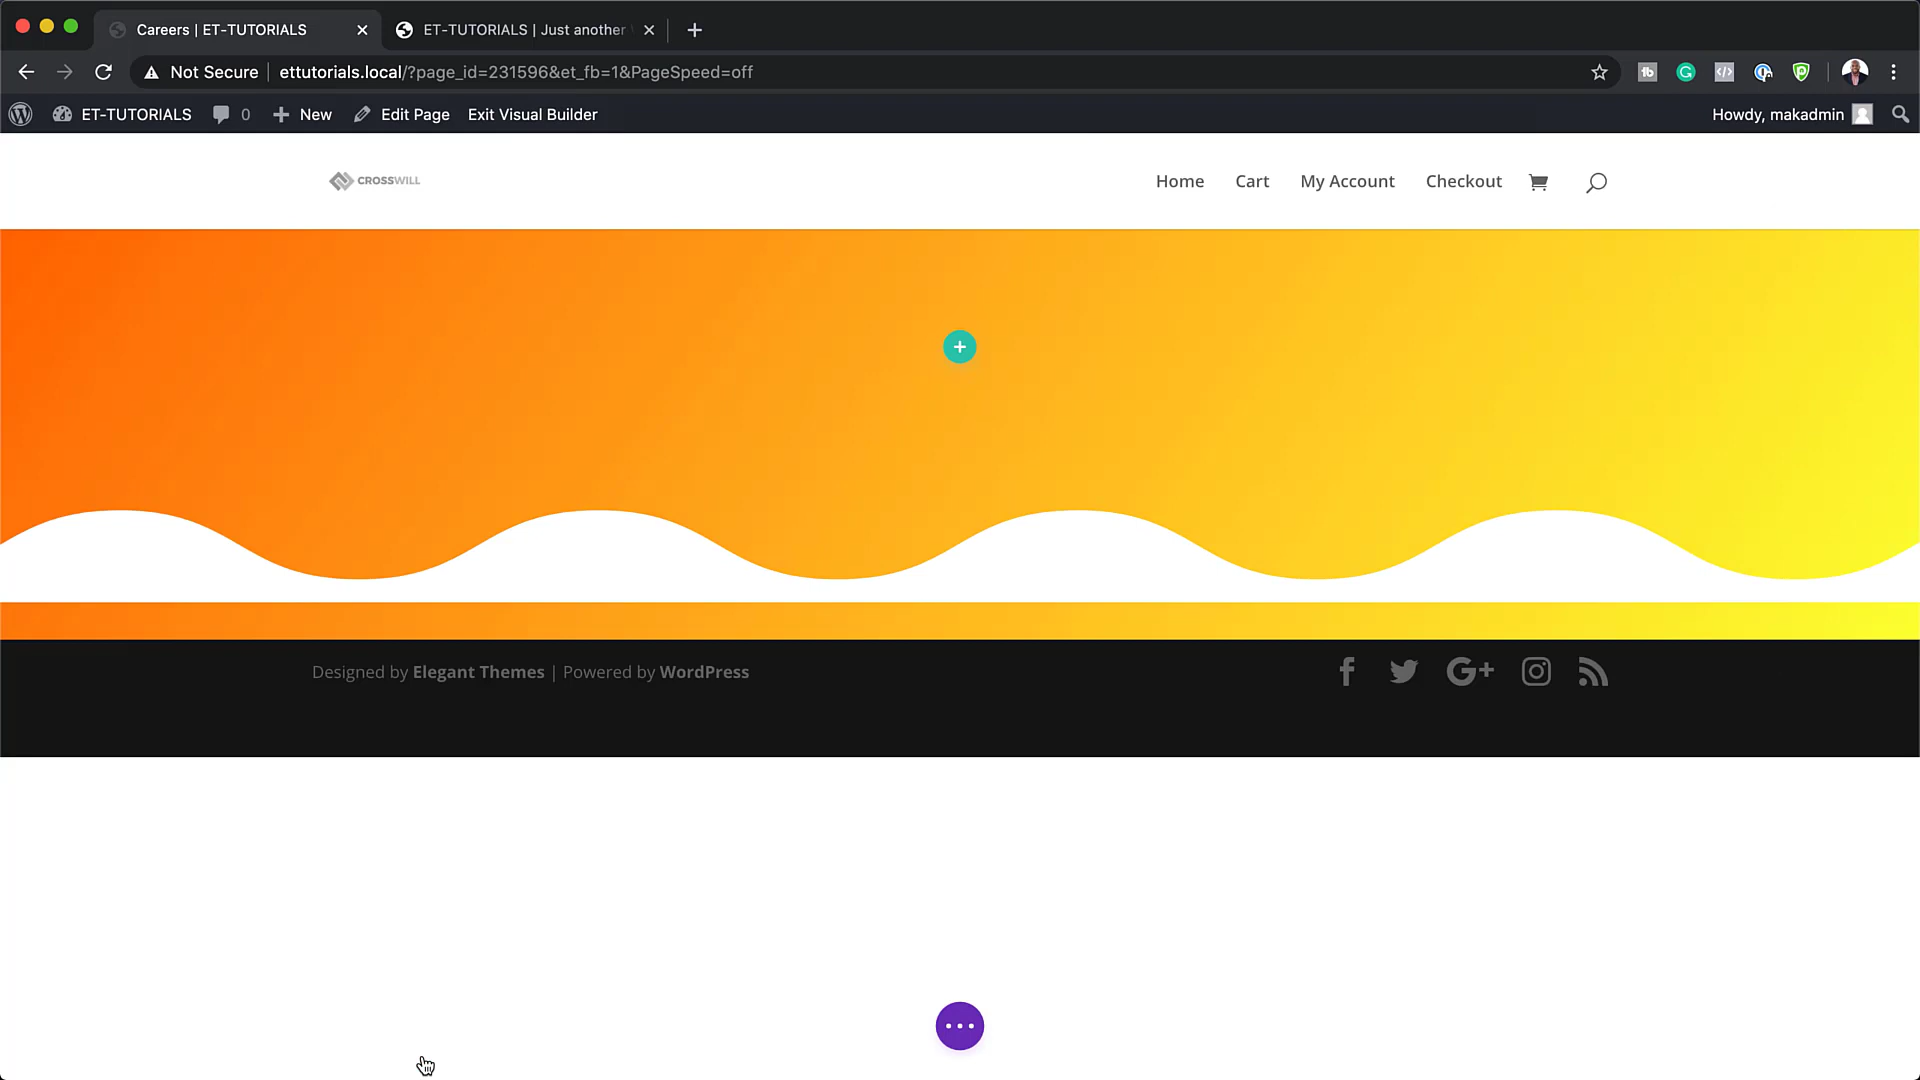 Careers | ET-TUTORIALS
ET-TUTORIALS | Just another
Not Secure
ettutorials.local/?page_id=231596&et_fb=1&PageSpeed=off
ET-TUTORIALS
0
New
Edit Page
Exit Visual Builder
Howdy, makadmin
CROSSWILL
Home
Cart
My Account
Checkout
Designed by Elegant Themes | Powered by WordPress